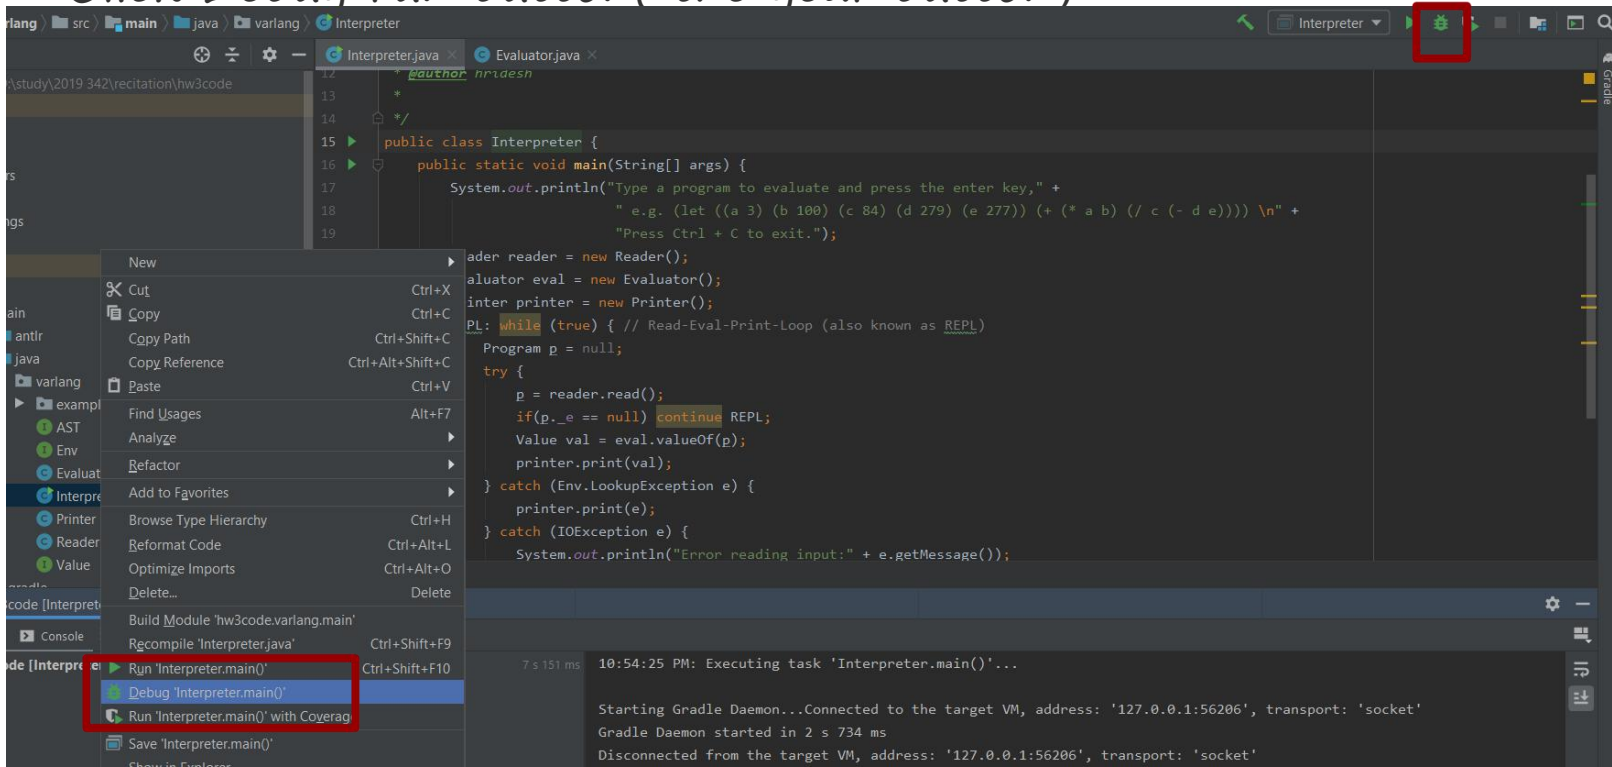 rlang src main java varlang Interpreter
Interpreter
Interpreter.java
Evaluator.java
Gradle
:\study\2019 342\recitation\hw3code
rs
ngs
ain
antlr
java
varlang
exampl
AST
Env
Evaluat
Interpre
Printer
Reader
Value
12 * @author hridesh
13 *
14 */
15 public class Interpreter {
16 public static void main(String[] args) {
17 System.out.println("Type a program to evaluate and press the enter key," +
18 " e.g. (let ((a 3) (b 100) (c 84) (d 279) (e 277)) (+ (* a b) (/ c (- d e)))) \n" +
19 "Press Ctrl + C to exit.");
ader reader = new Reader();
aluator eval = new Evaluator();
inter printer = new Printer();
PL: while (true) { // Read-Eval-Print-Loop (also known as REPL)
Program p = null;
try {
p = reader.read();
if(p._e == null) continue REPL;
Value val = eval.valueOf(p);
printer.print(val);
} catch (Env.LookupException e) {
printer.print(e);
} catch (IOException e) {
System.out.println("Error reading input:" + e.getMessage());
New
Cut Ctrl+X
Copy Ctrl+C
Copy Path Ctrl+Shift+C
Copy Reference Ctrl+Alt+Shift+C
Paste Ctrl+V
Find Usages Alt+F7
Analyze
Refactor
Add to Favorites
Browse Type Hierarchy Ctrl+H
Reformat Code Ctrl+Alt+L
Optimize Imports Ctrl+Alt+O
Delete... Delete
Build Module 'hw3code.varlang.main'
Recompile 'Interpreter.java' Ctrl+Shift+F9
Run 'Interpreter.main()' Ctrl+Shift+F10
Debug 'Interpreter.main()'
Run 'Interpreter.main()' with Coverag
Save 'Interpreter.main()'
Show in Explorer
code [Interprete
Console
de [Interpreter
7 s 151 ms
10:54:25 PM: Executing task 'Interpreter.main()'...
Starting Gradle Daemon...Connected to the target VM, address: '127.0.0.1:56206', transport: 'socket'
Gradle Daemon started in 2 s 734 ms
Disconnected from the target VM, address: '127.0.0.1:56206', transport: 'socket'